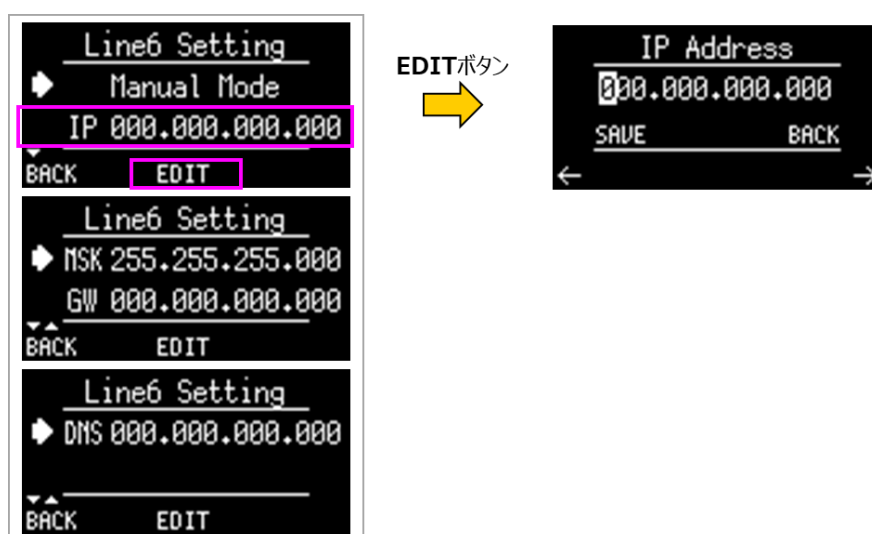 Line6 Setting
Manual Mode
IP 000.000.000.000
BACK EDIT
EDITボタン
IP Address
000.000.000.000
SAVE BACK
← →
Line6 Setting
MSK 255.255.255.000
GW 000.000.000.000
BACK EDIT
Line6 Setting
DNS 000.000.000.000
BACK EDIT